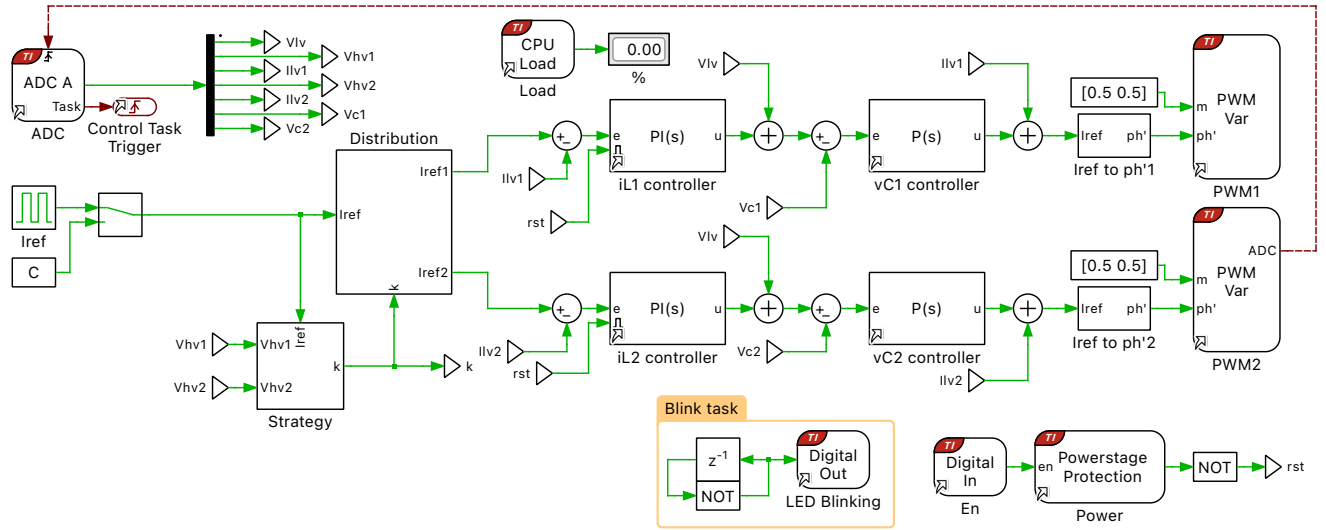 TI
ADC A
Task
ADC
Control Task
Trigger
Vlv
Vhv1
Ilv1
Vhv2
Ilv2
Vc1
Vc2
TI
CPU
Load
Load
0.00
%
Iref
C
Distribution
Iref
Iref1
Iref2
k
Vhv1
Vhv2
Iref
Vhv1
Vhv2
k
Strategy
k
+
−
Ilv1
rst
e
PI(s)
u
iL1 controller
Vlv
+
+
−
Vc1
e
P(s)
u
vC1 controller
Ilv1
+
[0.5 0.5]
Iref
ph'
Iref to ph'1
TI
PWM
Var
m
ph'
PWM1
+
−
Ilv2
rst
e
PI(s)
u
iL2 controller
Vlv
+
+
−
Vc2
e
P(s)
u
vC2 controller
Ilv2
+
[0.5 0.5]
Iref
ph'
Iref to ph'2
TI
ADC
PWM
Var
m
ph'
PWM2
Blink task
z⁻¹
NOT
TI
Digital
Out
LED Blinking
TI
Digital
In
En
TI
en
Powerstage
Protection
Power
NOT
rst